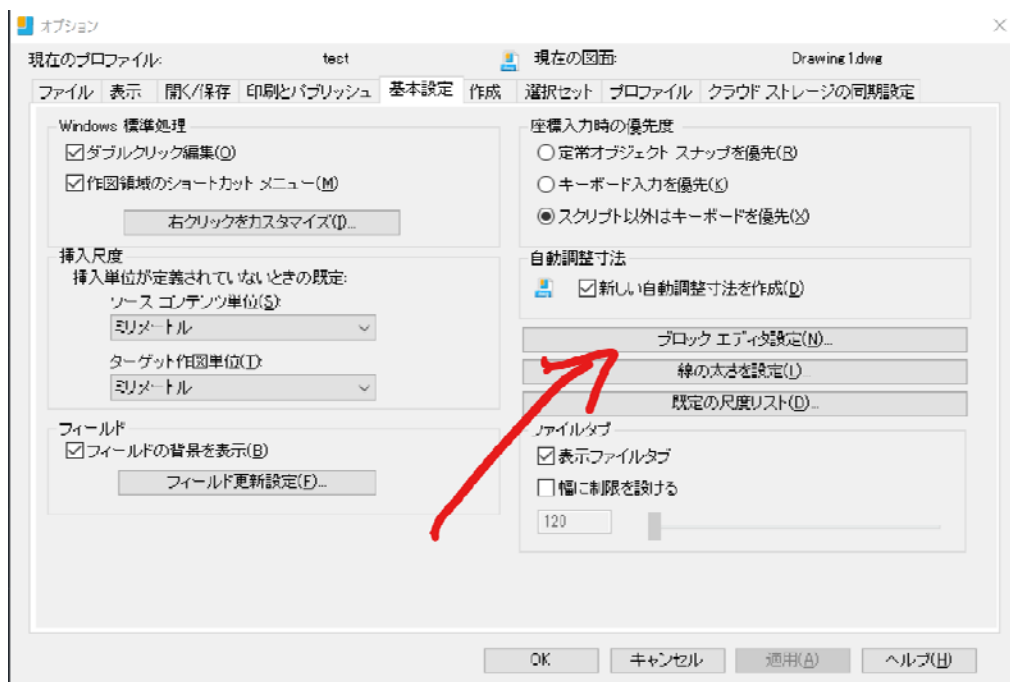 オプション
現在のプロファイル: test 現在の図面: Drawing1.dwg
ファイル 表示 開く/保存 印刷とパブリッシュ 基本設定 作成 選択セット プロファイル クラウド ストレージの同期設定
Windows 標準処理
ダブルクリック編集(O)
作図領域のショートカット メニュー(M)
右クリックをカスタマイズ(I)...
挿入尺度
挿入単位が定義されていないときの既定:
ソース コンテンツ単位(S):
ミリメートル
ターゲット作図単位(T):
ミリメートル
フィールド
フィールドの背景を表示(B)
フィールド更新設定(F)...
座標入力時の優先度
定常オブジェクト スナップを優先(R)
キーボード入力を優先(K)
スクリプト以外はキーボードを優先(X)
自動調整寸法
新しい自動調整寸法を作成(D)
ブロック エディタ設定(N)...
線の太さを設定(L)...
既定の尺度リスト(D)...
ファイルタブ
表示ファイルタブ
幅に制限を設ける
120
OK キャンセル 適用(A) ヘルプ(H)